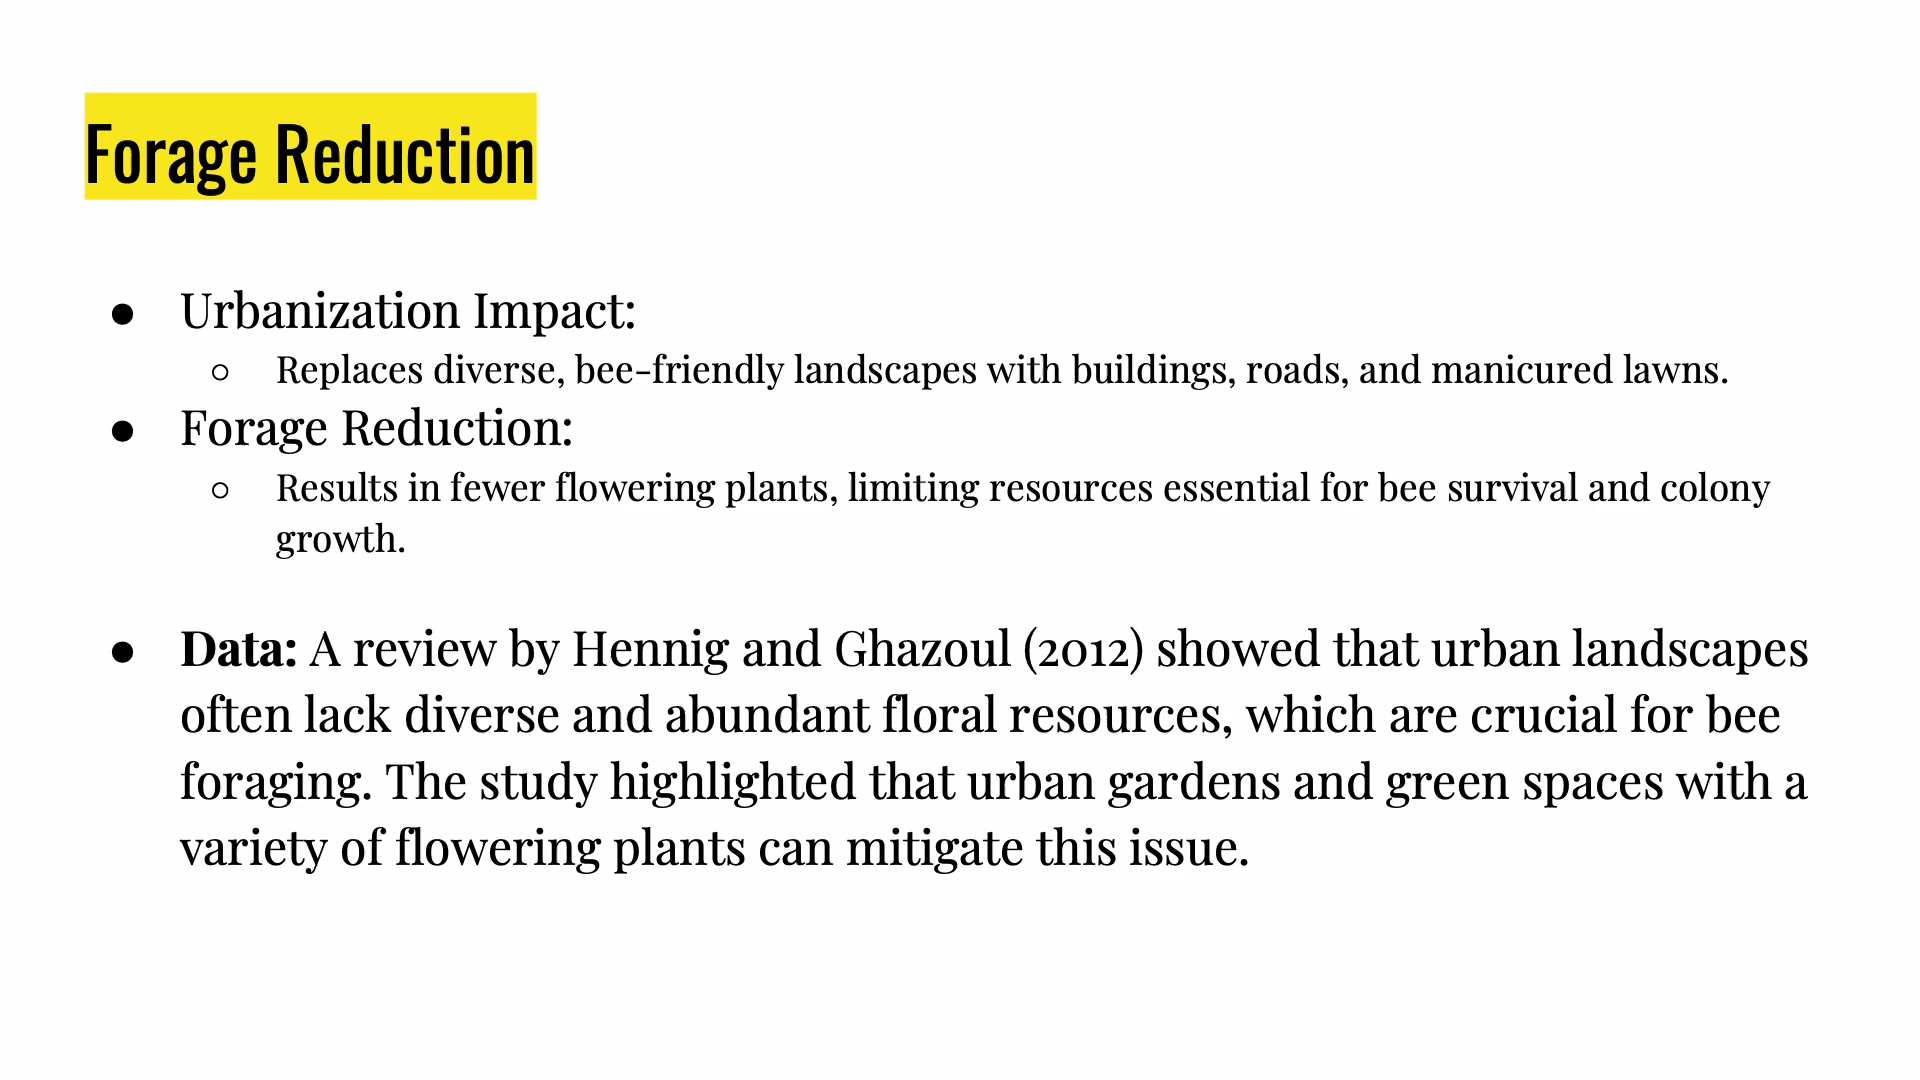 Forage Reduction
● Urbanization Impact:
○ Replaces diverse, bee-friendly landscapes with buildings, roads, and manicured lawns.
● Forage Reduction:
○ Results in fewer flowering plants, limiting resources essential for bee survival and colony
growth.
● Data: A review by Hennig and Ghazoul (2012) showed that urban landscapes
often lack diverse and abundant floral resources, which are crucial for bee
foraging. The study highlighted that urban gardens and green spaces with a
variety of flowering plants can mitigate this issue.